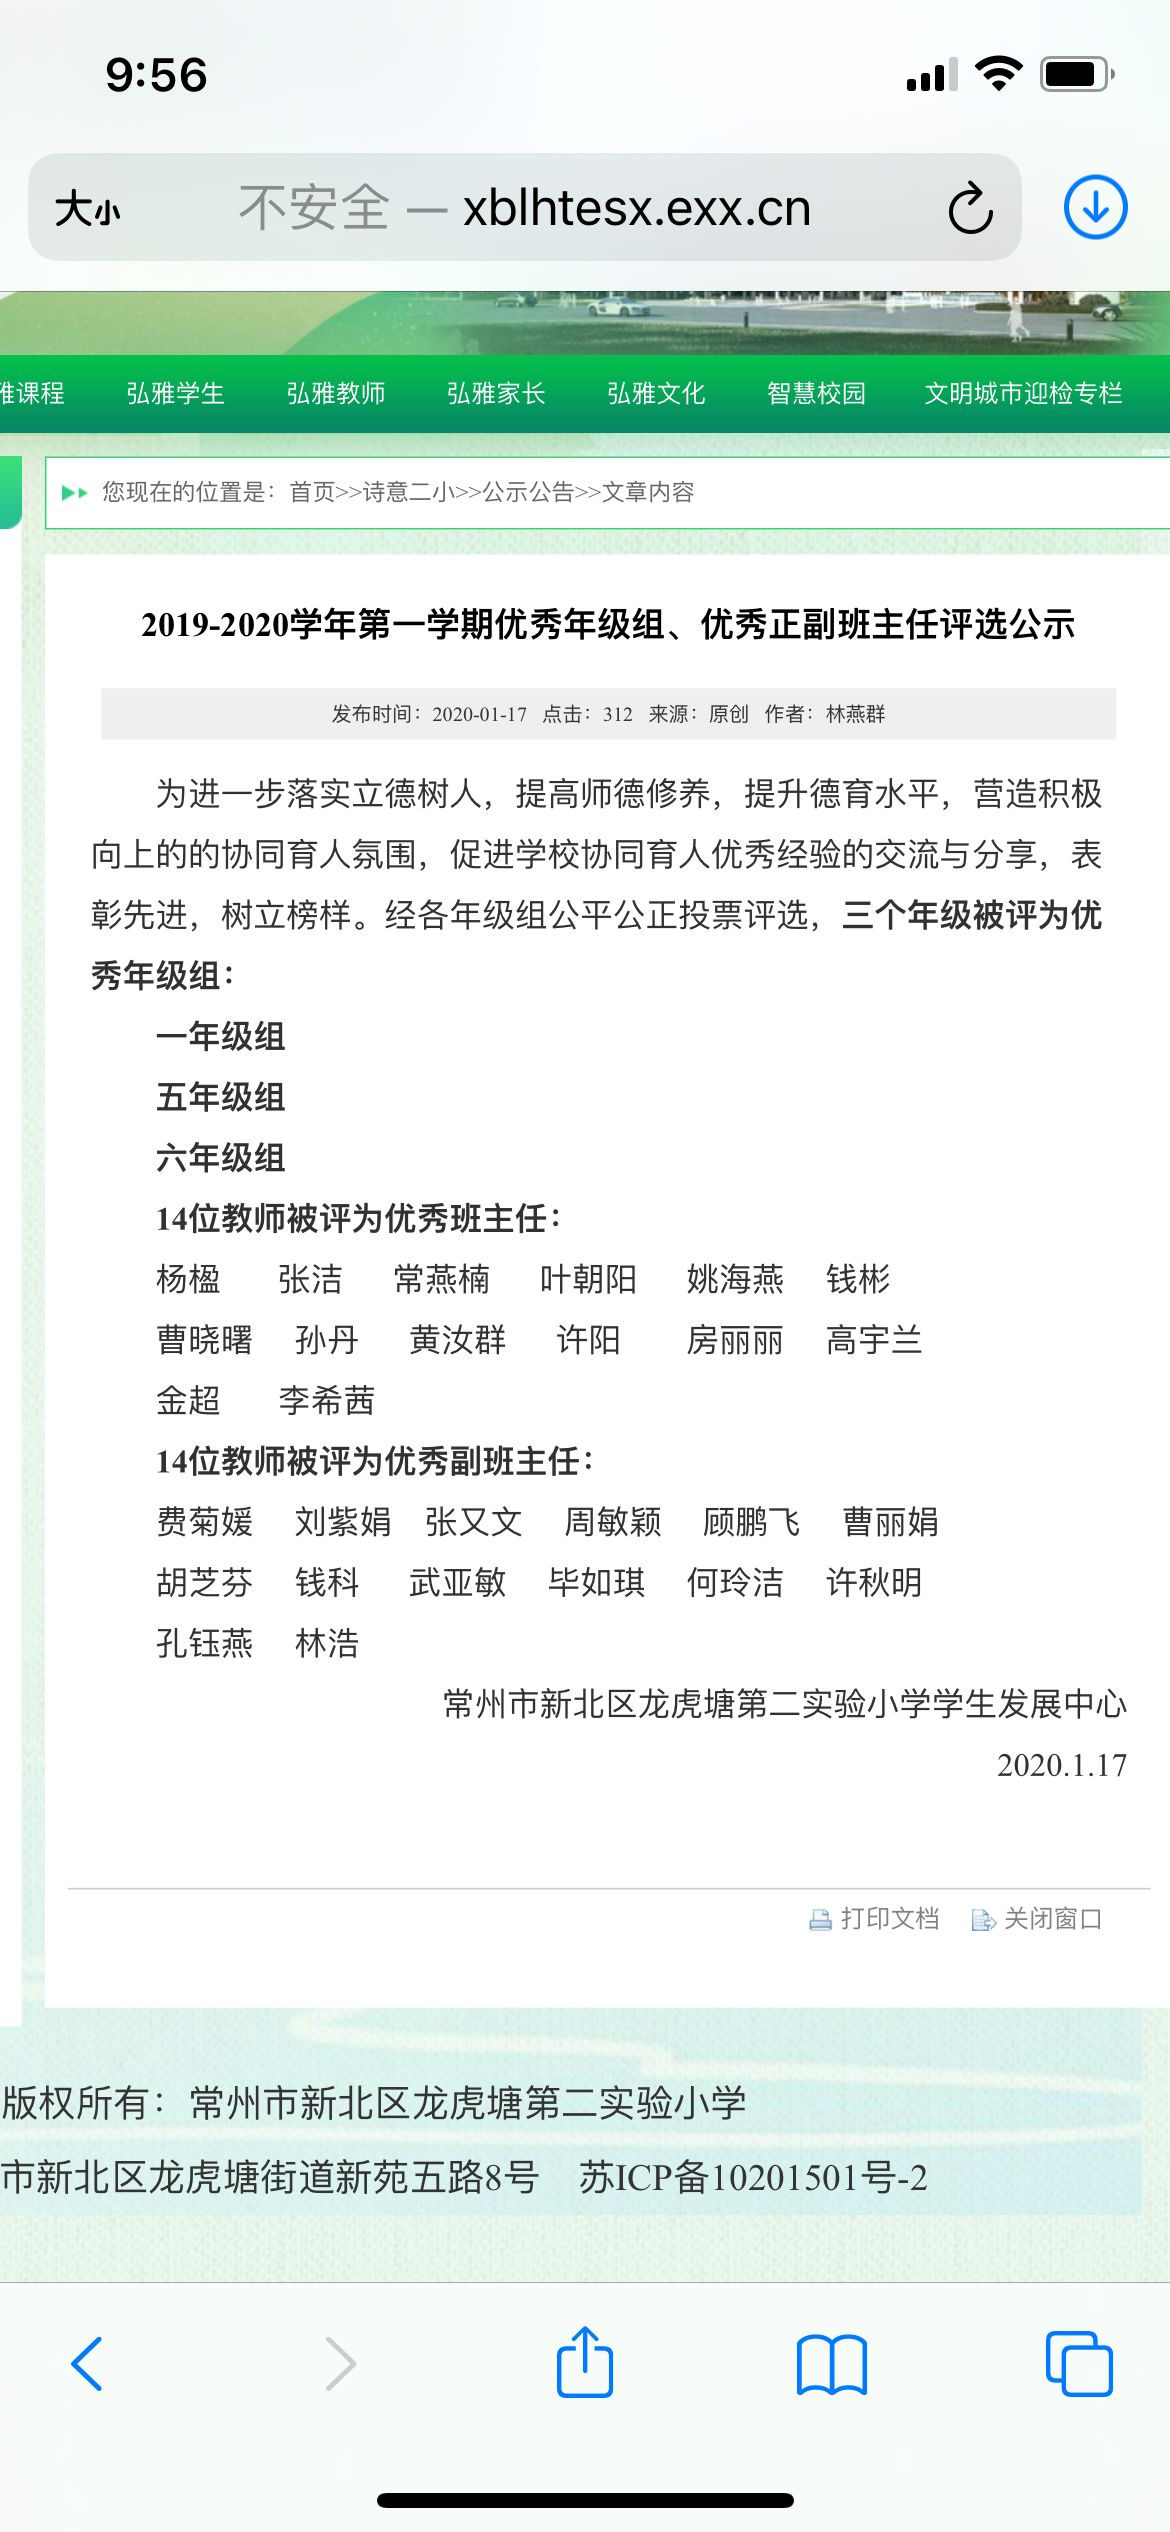 9:56
大小 不安全 — xblhtesx.exx.cn
雅课程 弘雅学生 弘雅教师 弘雅家长 弘雅文化 智慧校园 文明城市迎检专栏
您现在的位置是：首页>>诗意二小>>公示公告>>文章内容
2019-2020学年第一学期优秀年级组、优秀正副班主任评选公示
发布时间：2020-01-17 点击：312 来源：原创 作者：林燕群
为进一步落实立德树人，提高师德修养，提升德育水平，营造积极
向上的的协同育人氛围，促进学校协同育人优秀经验的交流与分享，表
彰先进，树立榜样。经各年级组公平公正投票评选，三个年级被评为优
秀年级组：
一年级组
五年级组
六年级组
14位教师被评为优秀班主任：
杨楹 张洁 常燕楠 叶朝阳 姚海燕 钱彬
曹晓曙 孙丹 黄汝群 许阳 房丽丽 高宇兰
金超 李希茜
14位教师被评为优秀副班主任：
费菊媛 刘紫娟 张又文 周敏颖 顾鹏飞 曹丽娟
胡芝芬 钱科 武亚敏 毕如琪 何玲洁 许秋明
孔钰燕 林浩
常州市新北区龙虎塘第二实验小学学生发展中心
2020.1.17
打印文档 关闭窗口
版权所有：常州市新北区龙虎塘第二实验小学
市新北区龙虎塘街道新苑五路8号 苏ICP备10201501号-2